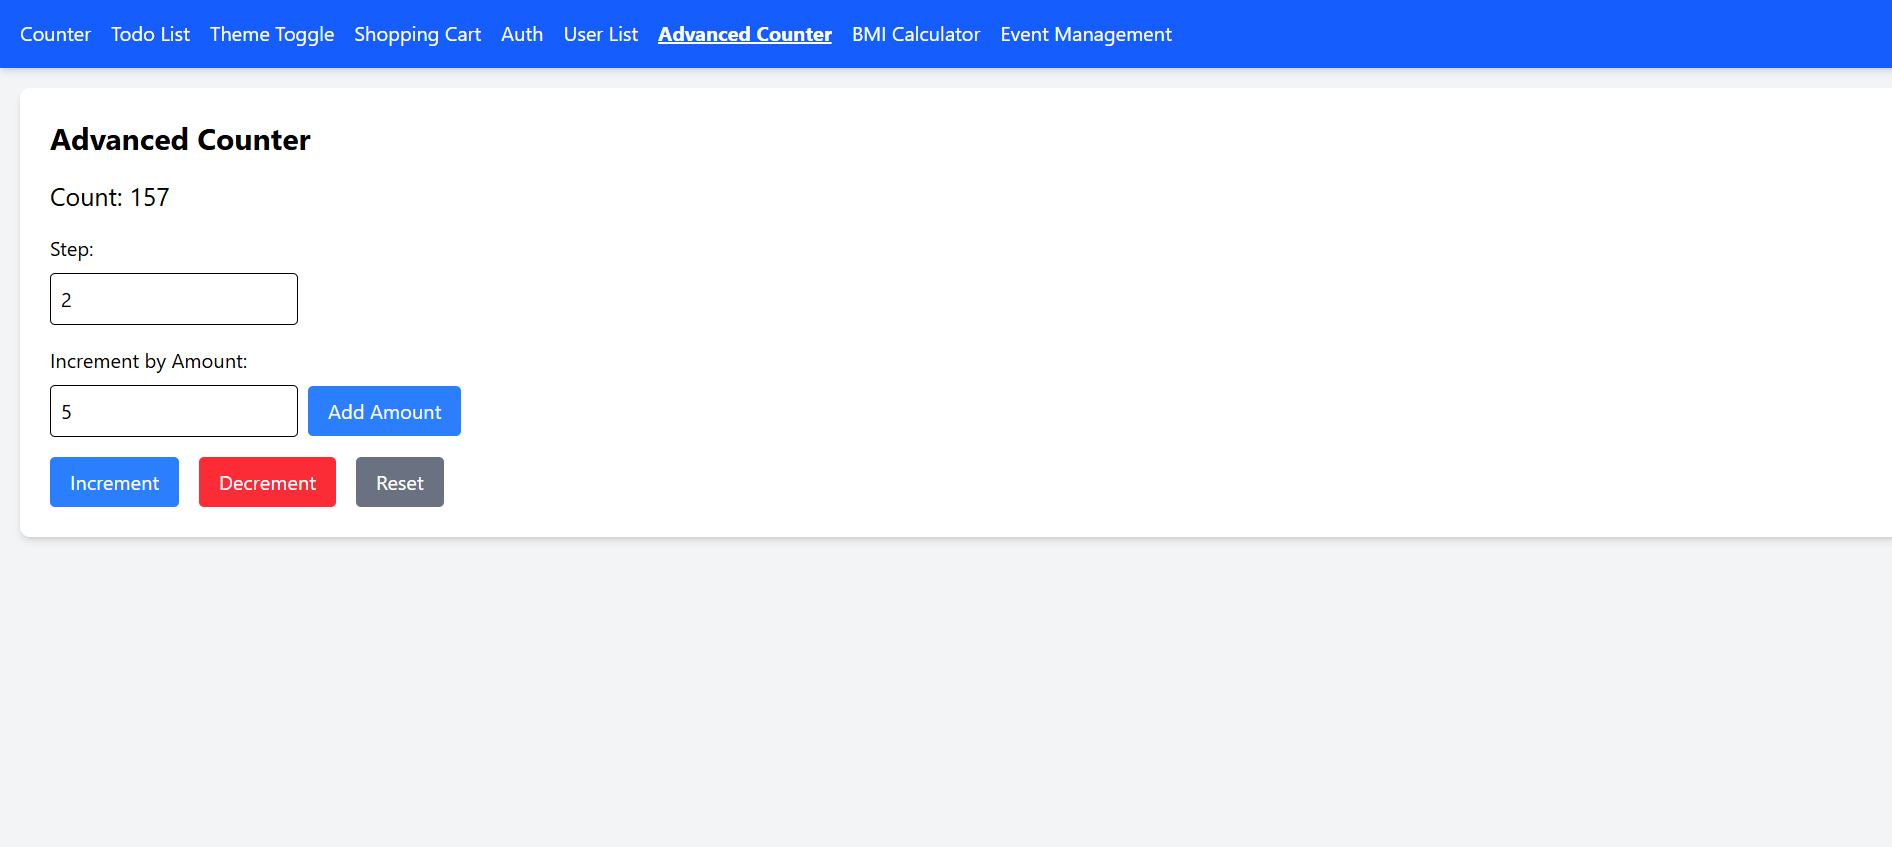 Counter Todo List Theme Toggle Shopping Cart Auth User List Advanced Counter BMI Calculator Event Management
Advanced Counter
Count: 157
Step:
2
Increment by Amount:
5 Add Amount
Increment Decrement Reset